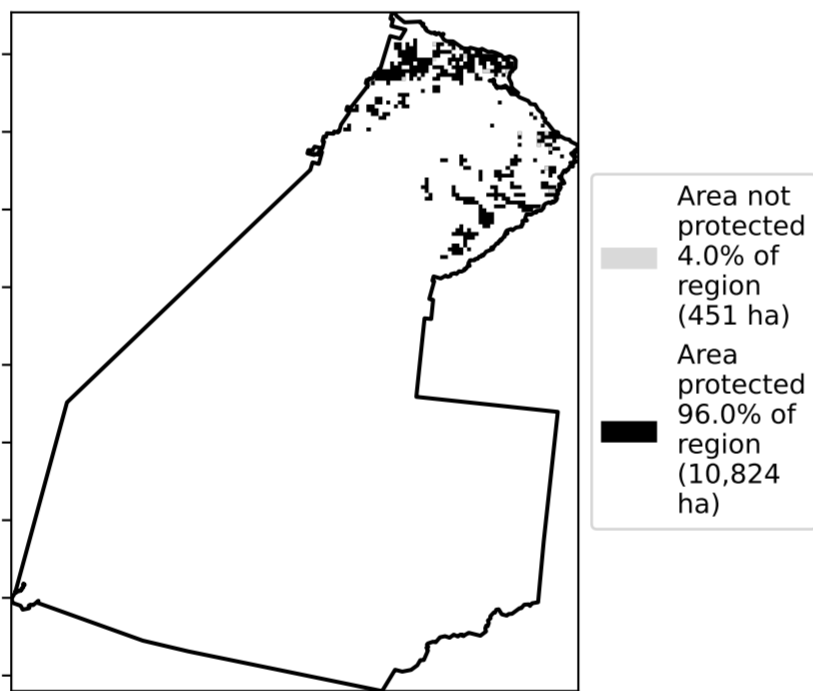 Area not
protected
4.0% of
region
(451 ha)
Area
protected
96.0% of
region
(10,824
ha)